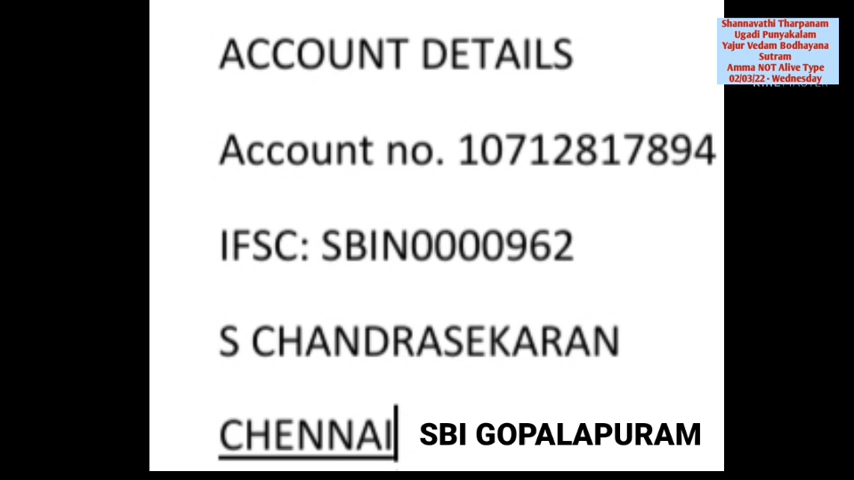 ACCOUNT DETAILS
Account no. 10712817894
IFSC: SBIN0000962
S CHANDRASEKARAN
CHENNAI SBI GOPALAPURAM
Shannavathi Tharpanam
Ugadi Punyakalam
Yajur Vedam Bodhayana
Sutram
Amma NOT Alive Type
02/03/22 - Wednesday